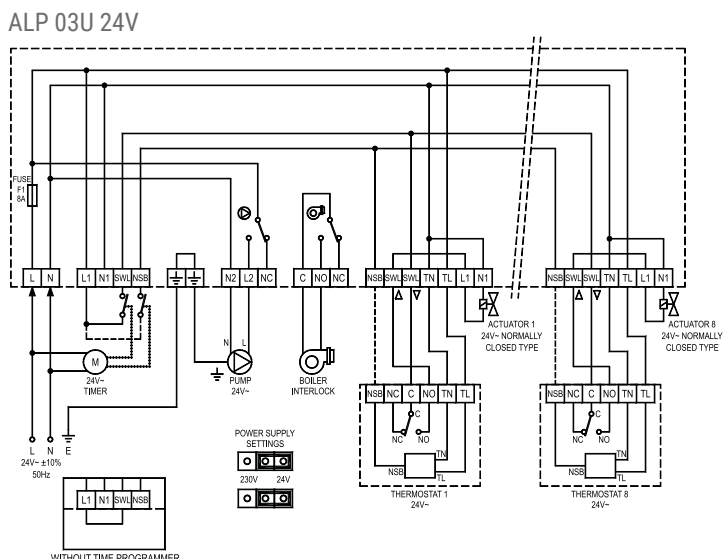 ALP 03U 24V
FUSE
F1
8A
L N L1 N1 SWL NSB N2 L2 NC C NO NC NSB SWL SWL TN TL L1 N1 NSB SWL SWL TN TL L1 N1
M
24V~
TIMER
N L
PUMP
24V~
BOILER
INTERLOCK
ACTUATOR 1
24V~ NORMALLY
CLOSED TYPE
ACTUATOR 8
24V~ NORMALLY
CLOSED TYPE
NSB NC C NO TN TL
C
NC NO
TN
NSB
TL
THERMOSTAT 1
24V~
NSB NC C NO TN TL
C
NC NO
TN
NSB
TL
THERMOSTAT 8
24V~
L N E
24V~ ±10%
50Hz
POWER SUPPLY
SETTINGS
230V 24V
L1 N1 SWL NSB
WITHOUT TIME PROGRAMMER